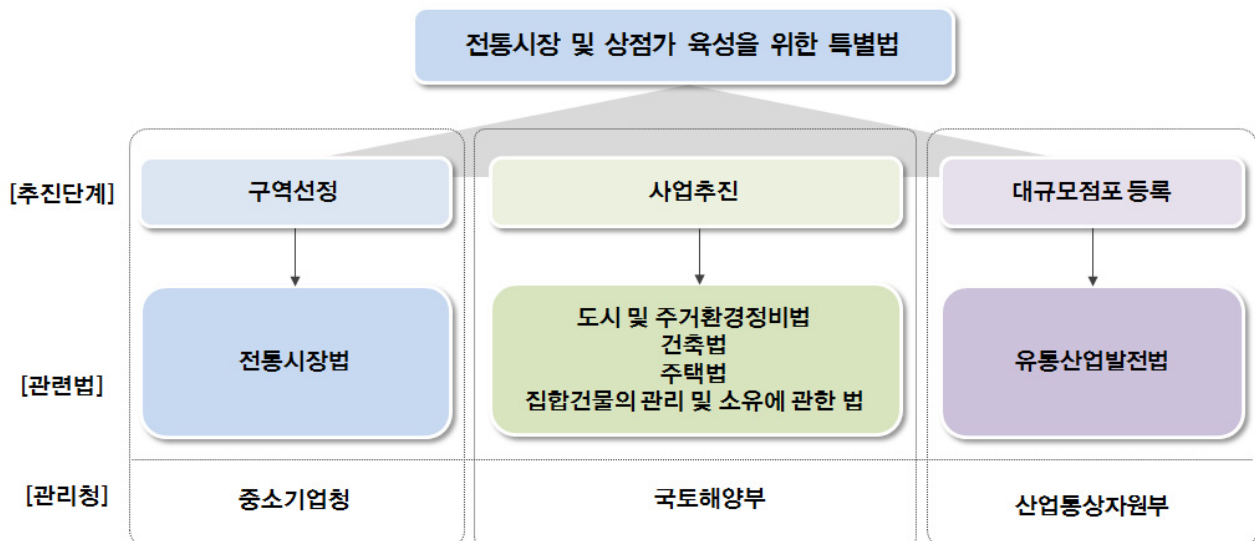 전통시장 및 상점가 육성을 위한 특별법
[추진단계]
구역선정
사업추진
대규모점포 등록
[관련법]
전통시장법
도시 및 주거환경정비법
건축법
주택법
집합건물의 관리 및 소유에 관한 법
유통산업발전법
[관리청]
중소기업청
국토해양부
산업통상자원부